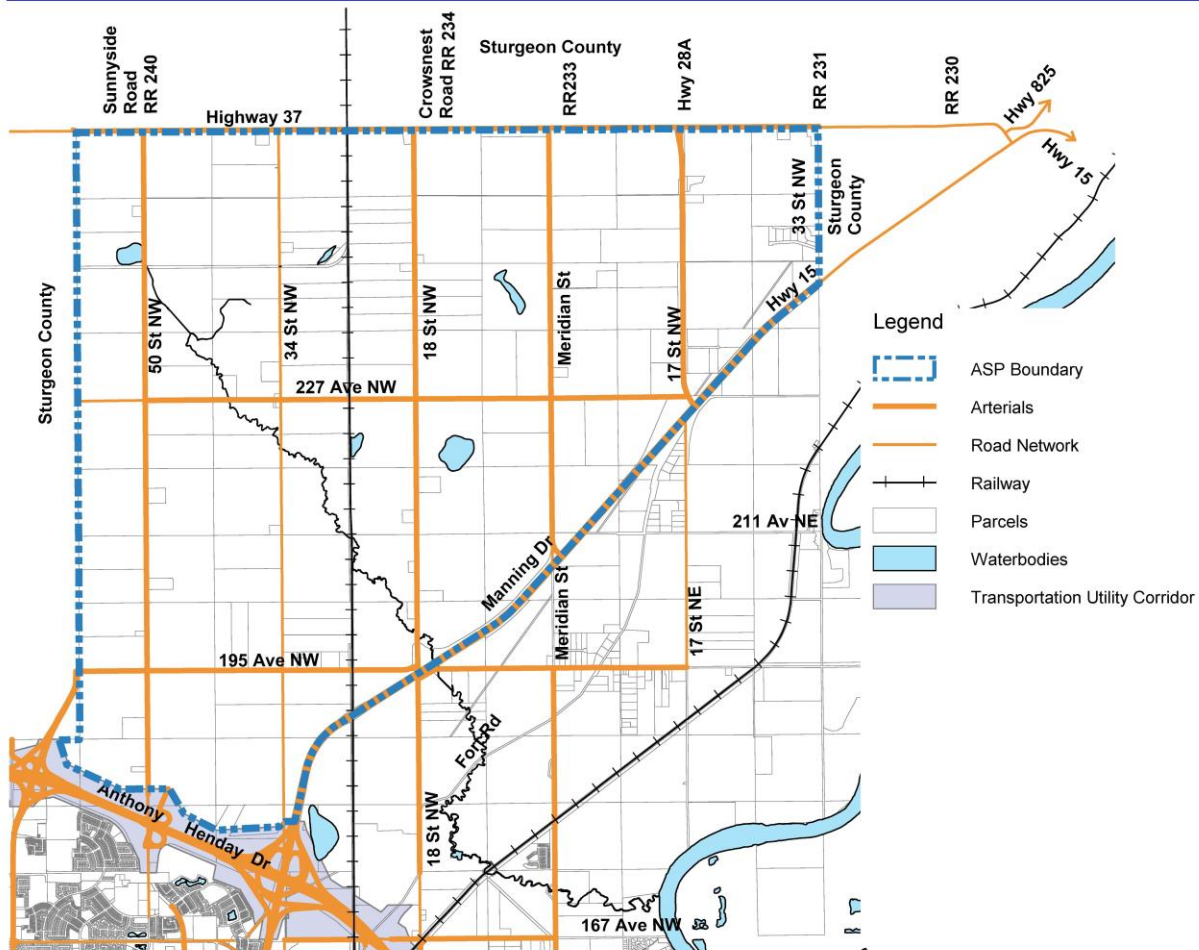 Sunnyside
Road
RR 240
Crowsnest
Road RR 234
Sturgeon County
RR233
Hwy 28A
RR 231
RR 230
Hwy 825
Hwy 15
Highway 37
33 St NW
Sturgeon
County
Sturgeon County
50 St NW
34 St NW
18 St NW
Meridian St
17 St NW
Hwy 15
227 Ave NW
211 Av NE
Manning Dr
Meridian St
17 St NE
195 Ave NW
Fort Rd
Anthony
Henday Dr
18 St NW
167 Ave NW
Legend
ASP Boundary
Arterials
Road Network
Railway
Parcels
Waterbodies
Transportation Utility Corridor